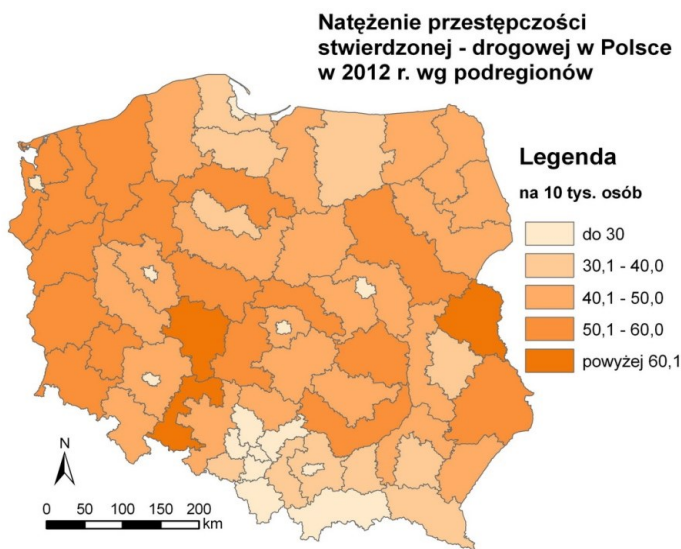 Natężenie przestępczości
stwierdzonej - drogowej w Polsce
w 2012 r. wg podregionów
Legenda
na 10 tys. osób
do 30
30,1 - 40,0
40,1 - 50,0
50,1 - 60,0
powyżej 60,1
N
0 50 100 150 200
km